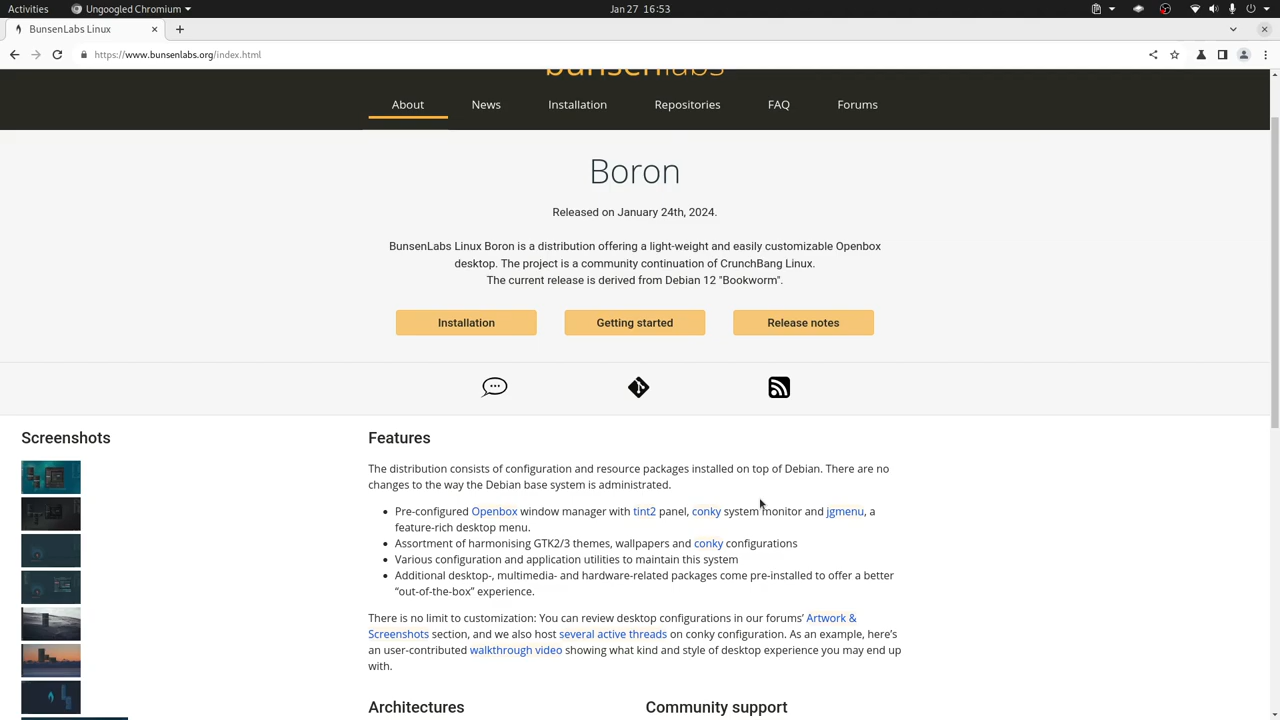 Activities
Ungoogled Chromium
Jan 27 16:53
BunsenLabs Linux
https://www.bunsenlabs.org/index.html
bunsenlabs
About
News
Installation
Repositories
FAQ
Forums
Boron
Released on January 24th, 2024.
BunsenLabs Linux Boron is a distribution offering a light-weight and easily customizable Openbox
desktop. The project is a community continuation of CrunchBang Linux.
The current release is derived from Debian 12 "Bookworm".
Installation
Getting started
Release notes
Screenshots
Features
The distribution consists of configuration and resource packages installed on top of Debian. There are no
changes to the way the Debian base system is administrated.
Pre-configured Openbox window manager with tint2 panel, conky system monitor and jgmenu, a
feature-rich desktop menu.
Assortment of harmonising GTK2/3 themes, wallpapers and conky configurations
Various configuration and application utilities to maintain this system
Additional desktop-, multimedia- and hardware-related packages come pre-installed to offer a better
“out-of-the-box” experience.
There is no limit to customization: You can review desktop configurations in our forums’ Artwork &
Screenshots section, and we also host several active threads on conky configuration. As an example, here’s
an user-contributed walkthrough video showing what kind and style of desktop experience you may end up
with.
Architectures
Community support